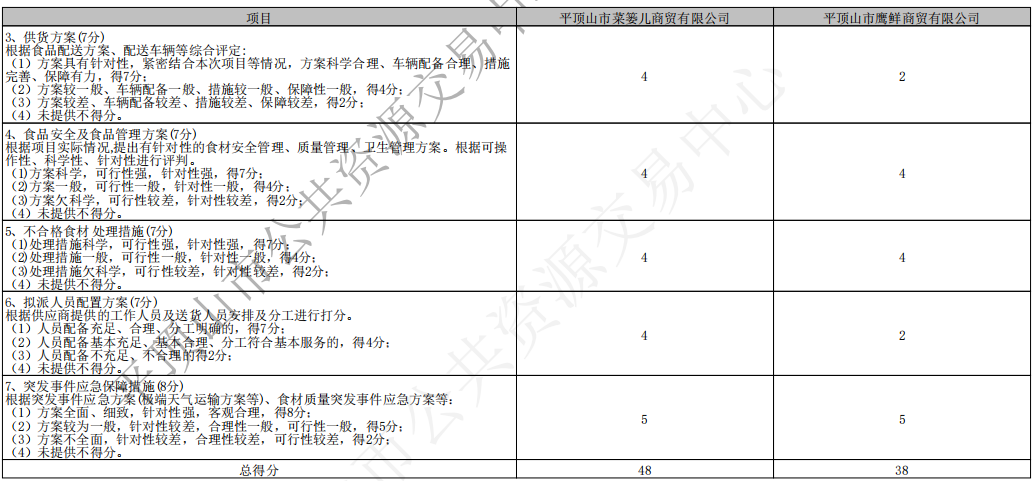 项目 平顶山市菜篓儿商贸有限公司 平顶山市鹰鲜商贸有限公司
3、供货方案(7分)
根据食品配送方案、配送车辆等综合评定:
（1）方案具有针对性，紧密结合本次项目等情况，方案科学合理、车辆配备合理、措施
完善、保障有力，得7分；
（2）方案较一般、车辆配备一般、措施较一般、保障性一般，得4分；
（3）方案较差、车辆配备较差、措施较差、保障较差，得2分；
（4）未提供不得分。
4 2
4、食品安全及食品管理方案(7分)
根据项目实际情况,提出有针对性的食材安全管理、质量管理、卫生管理方案。根据可操
作性、科学性、针对性进行评判。
(1)方案科学，可行性强，针对性强，得7分；
(2)方案一般，可行性一般，针对性一般，得4分；
(3)方案欠科学，可行性较差，针对性较差，得2分；
(4）未提供不得分。
4 4
5、不合格食材 处理措施(7分)
(1)处理措施科学，可行性强，针对性强，得7分；
(2)处理措施一般，可行性一般，针对性一般，得4分；
(3)处理措施欠科学，可行性较差，针对性较差，得2分；
(4）未提供不得分。
4 4
6、拟派人员配置方案(7分)
根据供应商提供的工作人员及送货人员安排及分工进行打分。
（1）人员配备充足、合理、分工明确的，得7分；
（2）人员配备基本充足、基本合理、分工符合基本服务的，得4分；
（3）人员配备不充足、不合理的得2分；
（4）未提供不得分。
4 2
7、突发事件应急保障措施(8分)
根据突发事件应急方案(极端天气运输方案等)、食材质量突发事件应急方案等:
（1）方案全面、细致，针对性强，客观合理，得8分；
（2）方案较为一般，针对性较差，合理性一般，可行性一般，得5分；
（3）方案不全面，针对性较差，合理性较差，可行性较差，得2分；
（4）未提供不得分。
5 5
总得分 48 38
平顶山市公共资源交易中
市公共资源交易中心